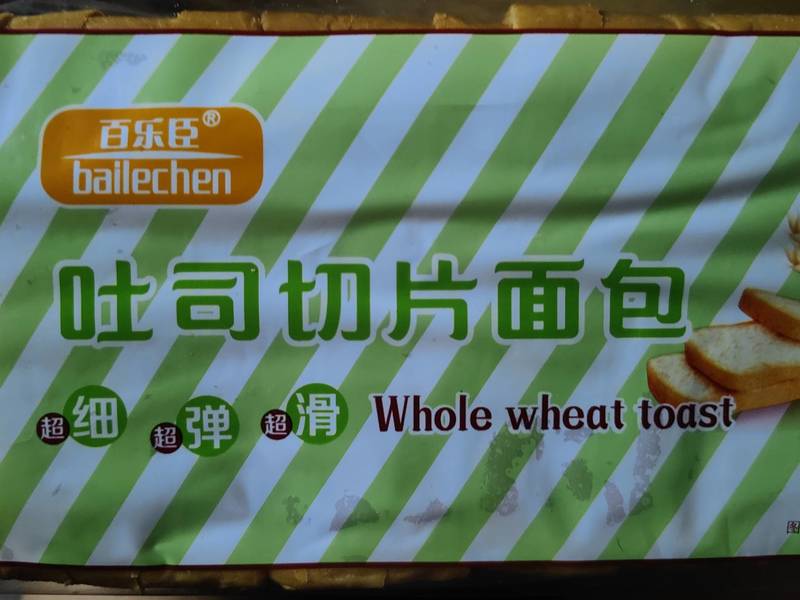 百乐臣®
bailechen
吐司切片面包
超细 超弹 超滑 Whole wheat toast
图